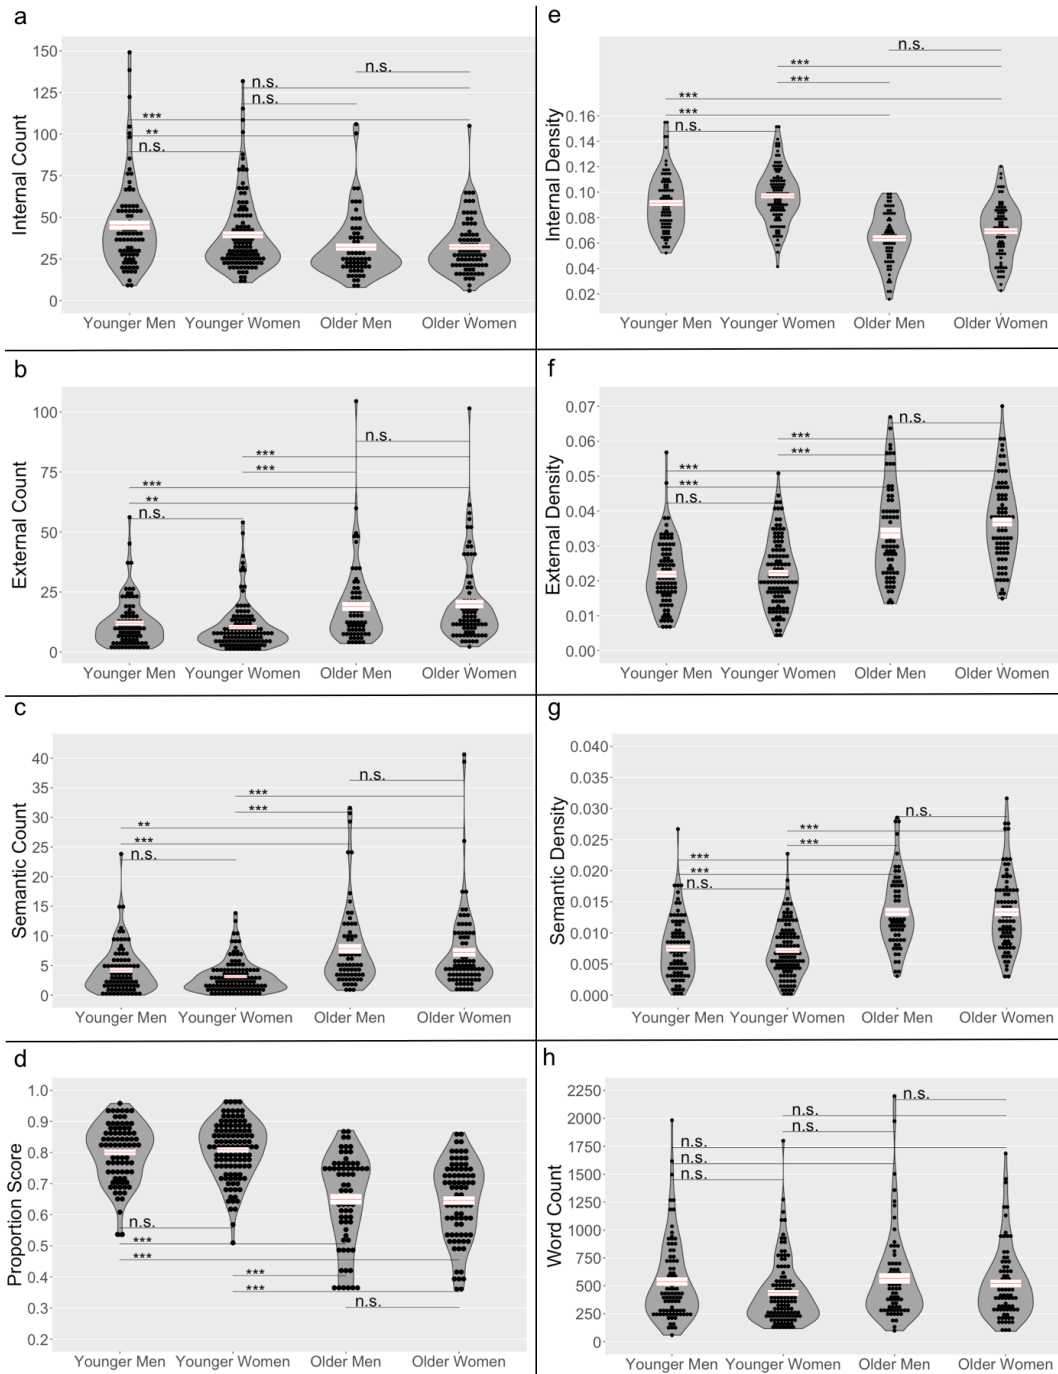 a
Internal Count
150
125
100
75
50
25
0
n.s.
n.s.
n.s.
***
**
n.s.
Younger Men Younger Women Older Men Older Women
e
Internal Density
0.16
0.14
0.12
0.10
0.08
0.06
0.04
0.02
n.s.
***
***
***
***
n.s.
Younger Men Younger Women Older Men Older Women
b
External Count
100
75
50
25
0
n.s.
***
***
***
**
n.s.
Younger Men Younger Women Older Men Older Women
f
External Density
0.07
0.06
0.05
0.04
0.03
0.02
0.01
0.00
n.s.
***
***
***
***
n.s.
Younger Men Younger Women Older Men Older Women
c
Semantic Count
40
35
30
25
20
15
10
5
0
n.s.
***
***
**
***
n.s.
Younger Men Younger Women Older Men Older Women
g
Semantic Density
0.040
0.030
0.025
0.020
0.015
0.010
0.005
0.000
n.s.
***
***
***
***
n.s.
Younger Men Younger Women Older Men Older Women
d
Proportion Score
1.0
0.9
0.8
0.7
0.6
0.5
0.4
0.3
0.2
n.s.
***
***
***
***
n.s.
Younger Men Younger Women Older Men Older Women
h
Word Count
2250
2000
1750
1500
1250
1000
750
500
250
0
n.s.
n.s.
n.s.
n.s.
n.s.
n.s.
Younger Men Younger Women Older Men Older Women